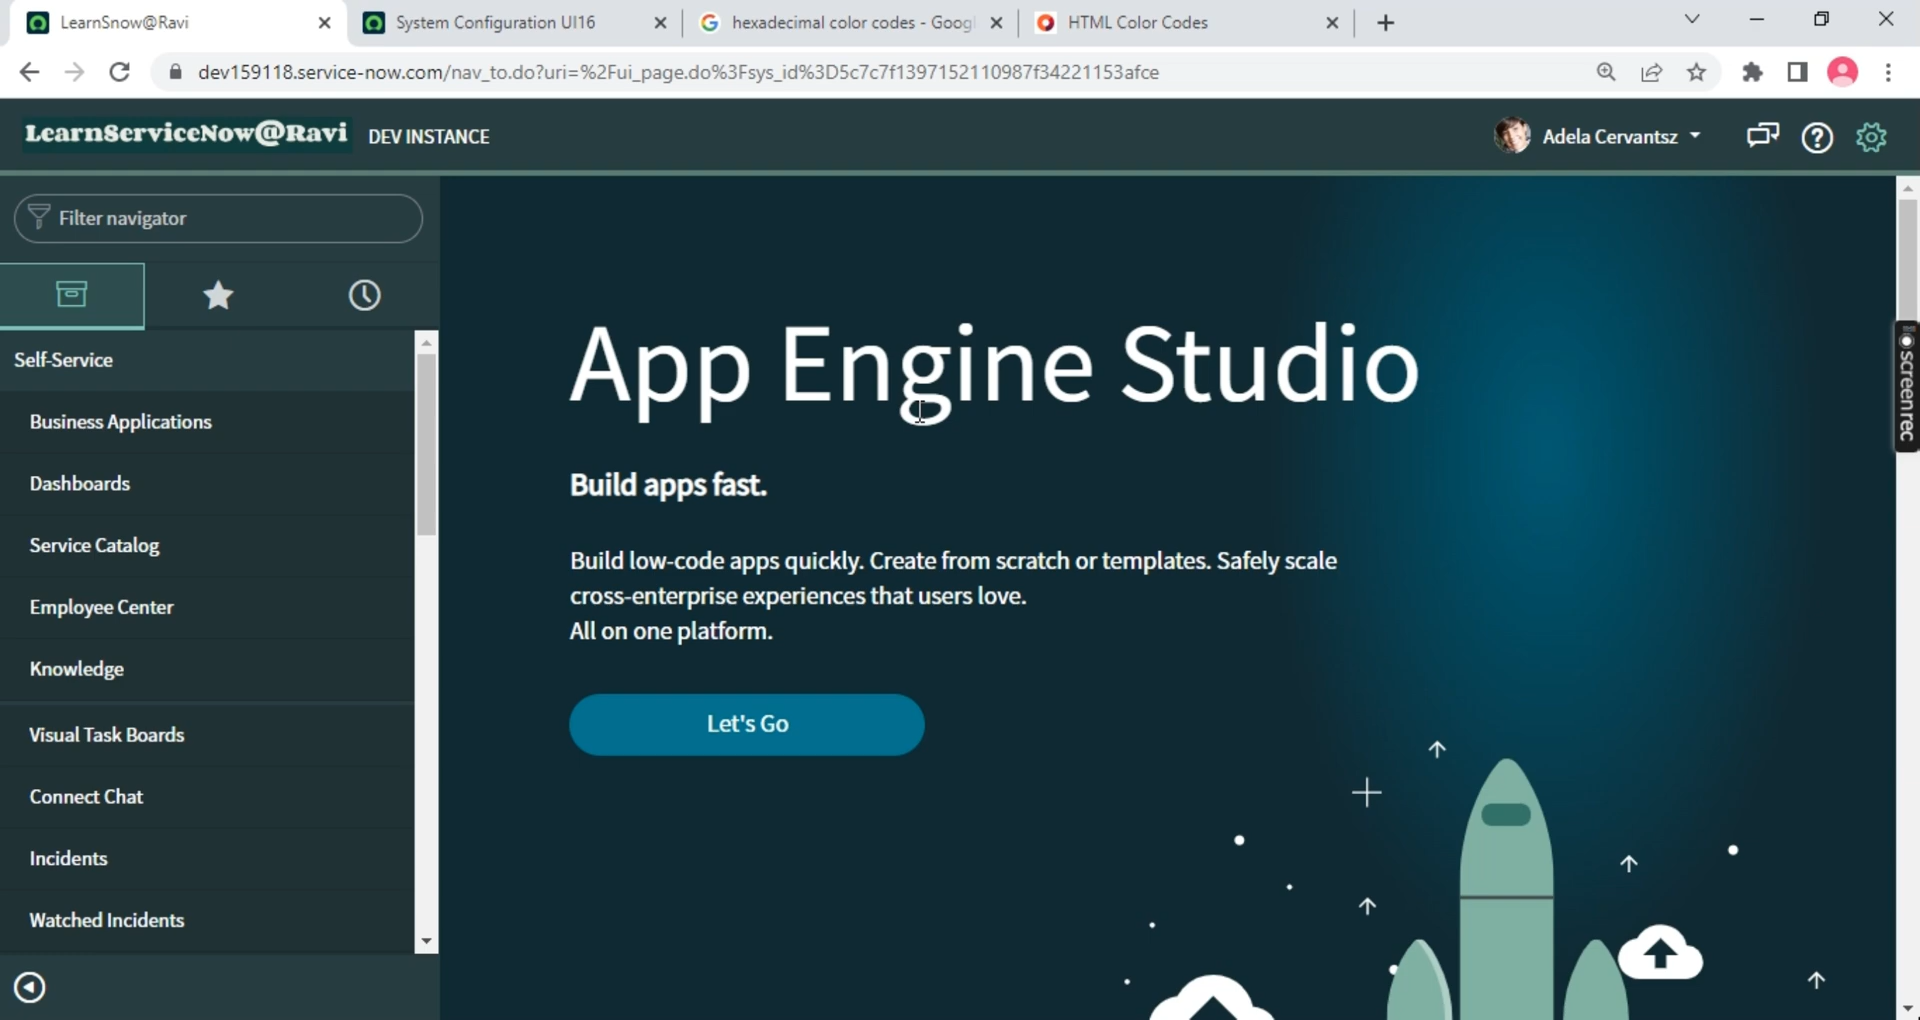 LearnSnow@Ravi
System Configuration UI16
hexadecimal color codes - Goog
HTML Color Codes
dev159118.service-now.com/nav_to.do?uri=%2Fui_page.do%3Fsys_id%3D5c7c7f1397152110987f34221153afce
LearnServiceNow@Ravi DEV INSTANCE
Adela Cervantsz
Filter navigator
Self-Service
Business Applications
Dashboards
Service Catalog
Employee Center
Knowledge
Visual Task Boards
Connect Chat
Incidents
Watched Incidents
App Engine Studio
Build apps fast.
Build low-code apps quickly. Create from scratch or templates. Safely scale
cross-enterprise experiences that users love.
All on one platform.
Let's Go
screenrec